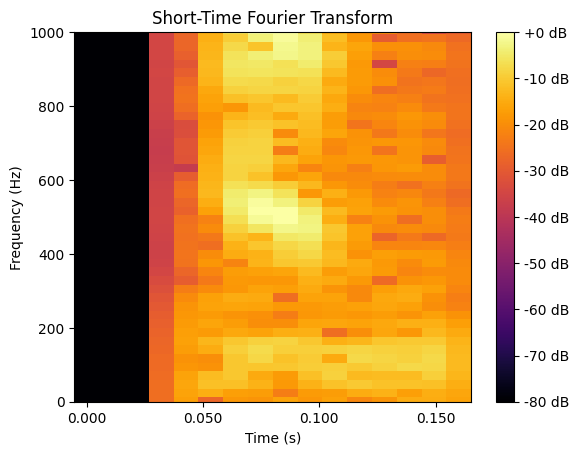 Short-Time Fourier Transform
Frequency (Hz)
1000
800
600
400
200
0
0.000
0.050
0.100
0.150
Time (s)
+0 dB
-10 dB
-20 dB
-30 dB
-40 dB
-50 dB
-60 dB
-70 dB
-80 dB